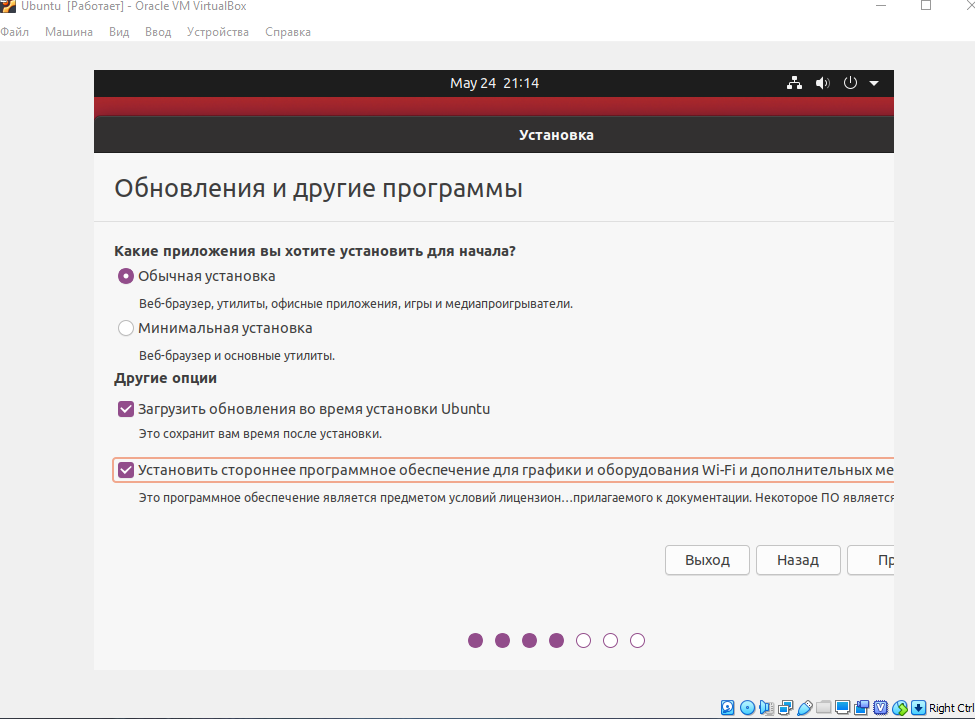 Ubuntu [Работает] - Oracle VM VirtualBox
Файл Машина Вид Ввод Устройства Справка
May 24 21:14
Установка
Обновления и другие программы
Какие приложения вы хотите установить для начала?
Обычная установка
Веб-браузер, утилиты, офисные приложения, игры и медиапроигрыватели.
Минимальная установка
Веб-браузер и основные утилиты.
Другие опции
Загрузить обновления во время установки Ubuntu
Это сохранит вам время после установки.
Установить стороннее программное обеспечение для графики и оборудования Wi-Fi и дополнительных ме
Это программное обеспечение является предметом условий лицензион…прилагаемого к документации. Некоторое ПО является
Выход Назад Пр
Right Ctrl